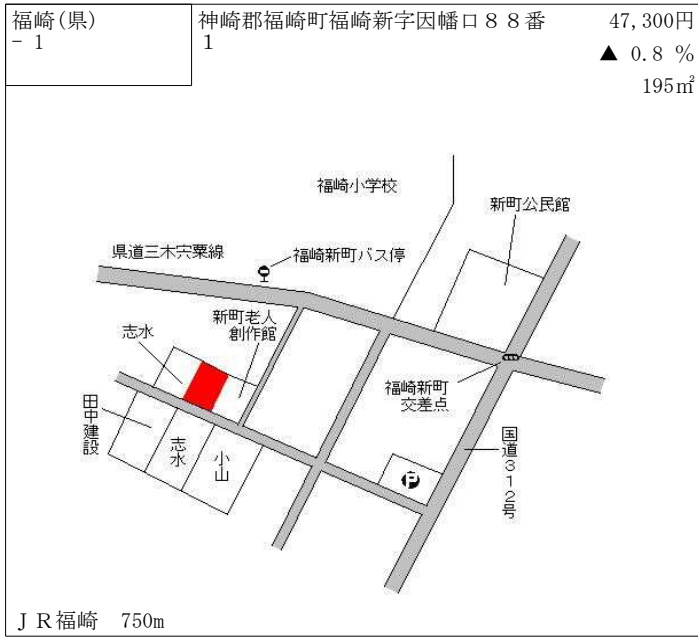 福崎(県)
- 1
神崎郡福崎町福崎新字因幡口８８番
1
47,300円
▲ 0.8 %
195㎡
福崎小学校
新町公民館
県道三木宍粟線
福崎新町バス停
新町老人
創作館
志水
福崎新町
交差点
田中建設
志水
小山
国道３１２号
P
ＪＲ福崎 750m